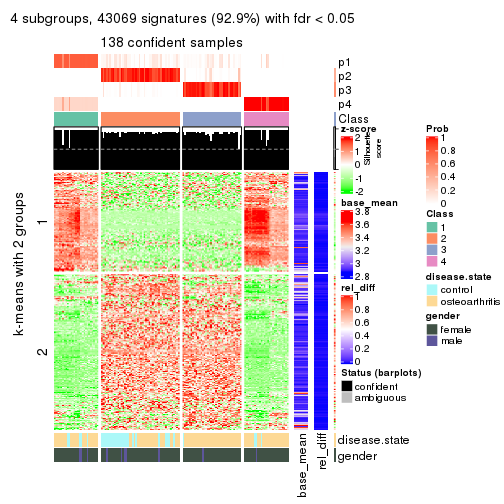 4 subgroups, 43069 signatures (92.9%) with fdr < 0.05
138 confident samples
p1
p2
p3
p4
Class
Silhouette
score
k-means with 2 groups
1
2
z-score
2
1
0
-1
-2
base_mean
3.8
3.6
3.4
3.2
3
2.8
rel_diff
1
0.8
0.6
0.4
0.2
0
Status (barplots)
confident
ambiguous
Prob
1
0.8
0.6
0.4
0.2
0
Class
1
2
3
4
disease.state
control
osteoarthritis
gender
female
male
disease.state
gender
base_mean
rel_diff